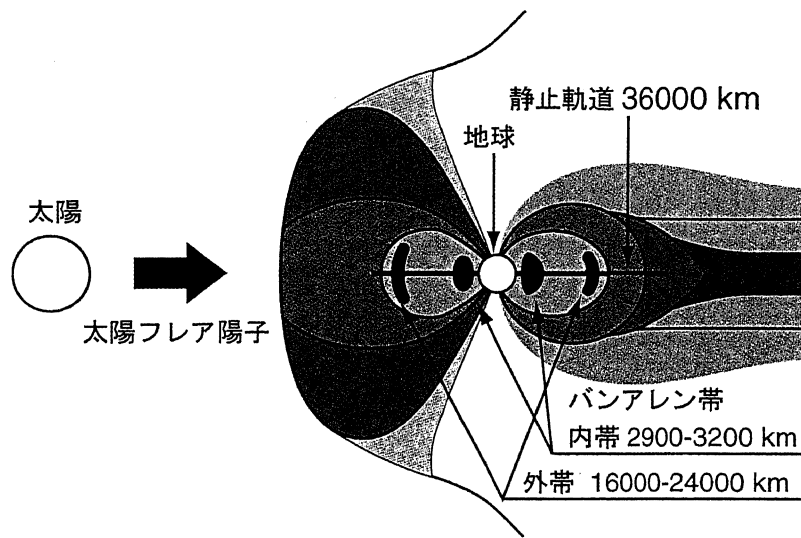 静止軌道 36000 km
地球
太陽
太陽フレア陽子
バンアレン帯
内帯 2900-3200 km
外帯 16000-24000 km